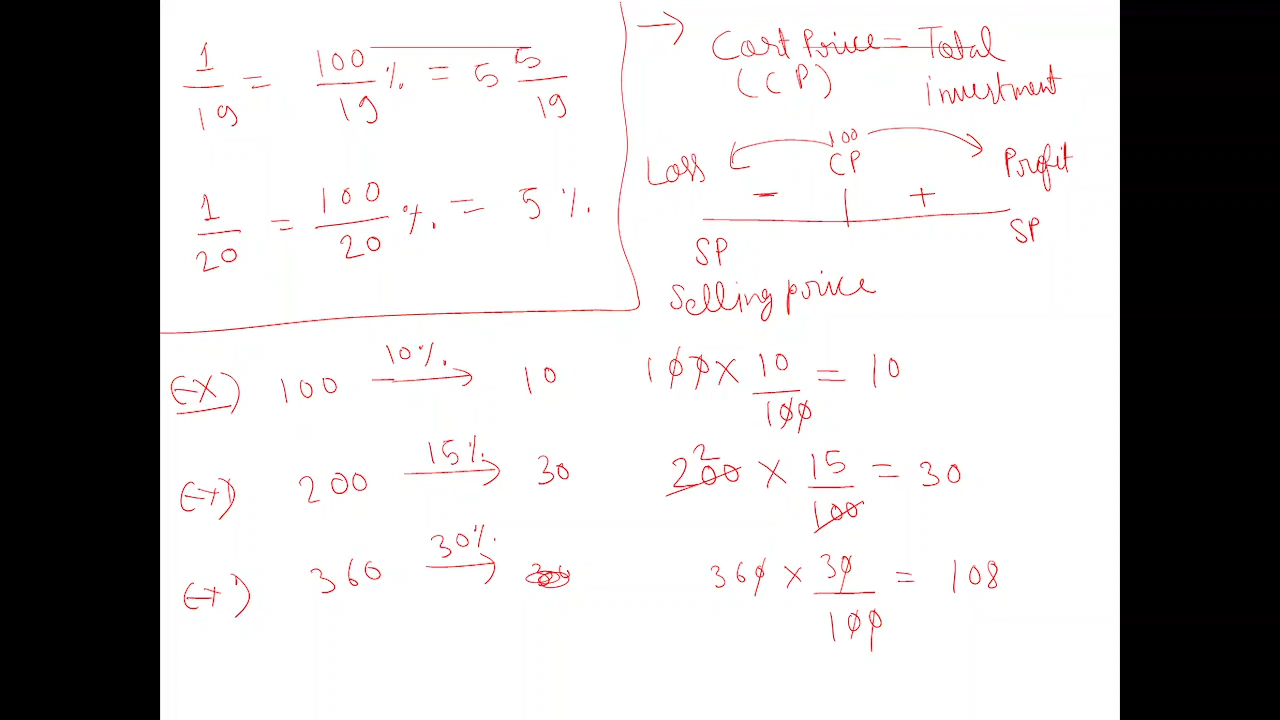 1/19 = 100/19 % = 5 5/19
1/20 = 100/20 % = 5 %.
→ Cost Price = Total
(CP) investment
100
Loss CP Profit
- | +
SP SP
Selling price
Ex) 100 10% → 10 100 x 10/100 = 10
Ex) 200 15% → 30 2 200 x 15/100 = 30
Ex) 360 30% → 360 x 30/100 = 108